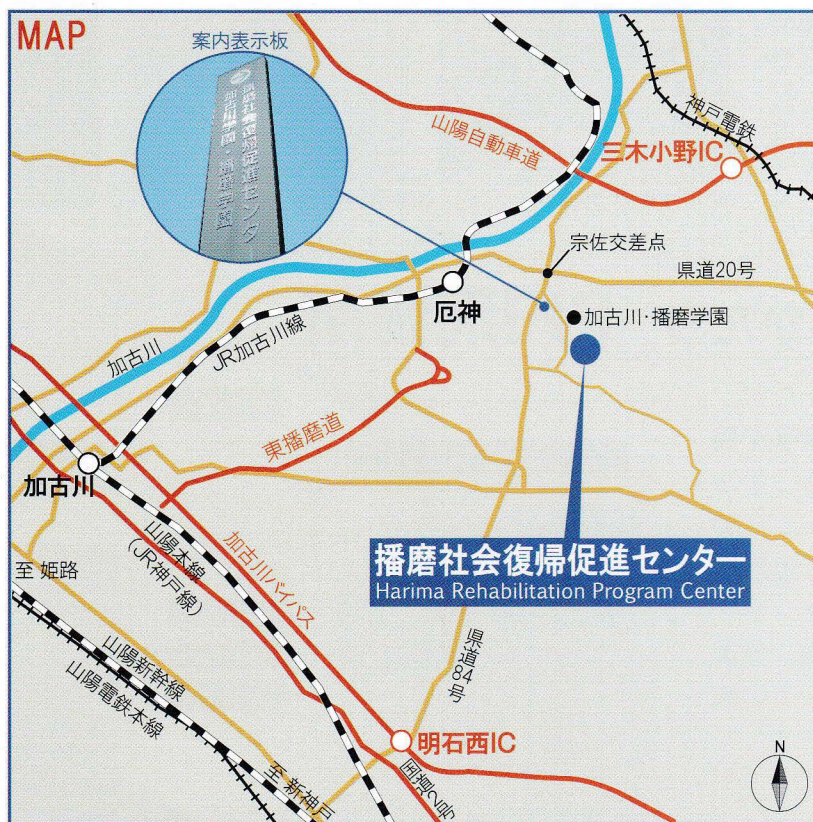 MAP
案内表示板
播磨社会復帰促進センター
加古川学園 播磨学園
山陽自動車道
神戸電鉄
三木小野IC
宗佐交差点
県道20号
厄神
加古川・播磨学園
加古川
JR加古川線
東播磨道
加古川
山陽本線
(JR神戸線)
加古川バイパス
播磨社会復帰促進センター
Harima Rehabilitation Program Center
至 姫路
県道84号
山陽新幹線
山陽電鉄本線
明石西IC
至 新神戸
国道2号
N